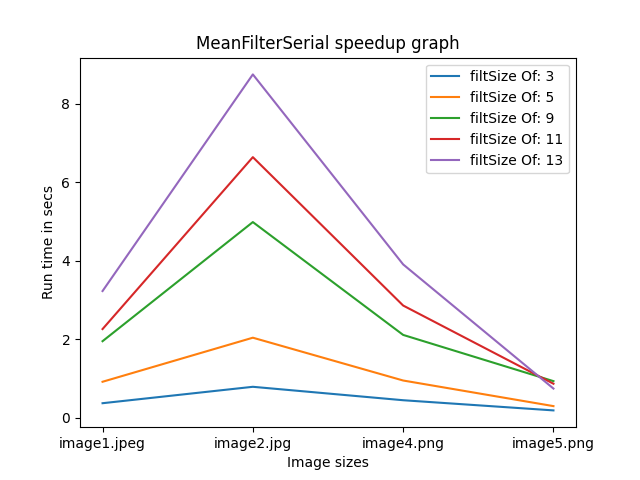 MeanFilterSerial speedup graph
filtSize Of: 3
filtSize Of: 5
filtSize Of: 9
filtSize Of: 11
filtSize Of: 13
Run time in secs
8
6
4
2
0
image1.jpeg image2.jpg image4.png image5.png
Image sizes